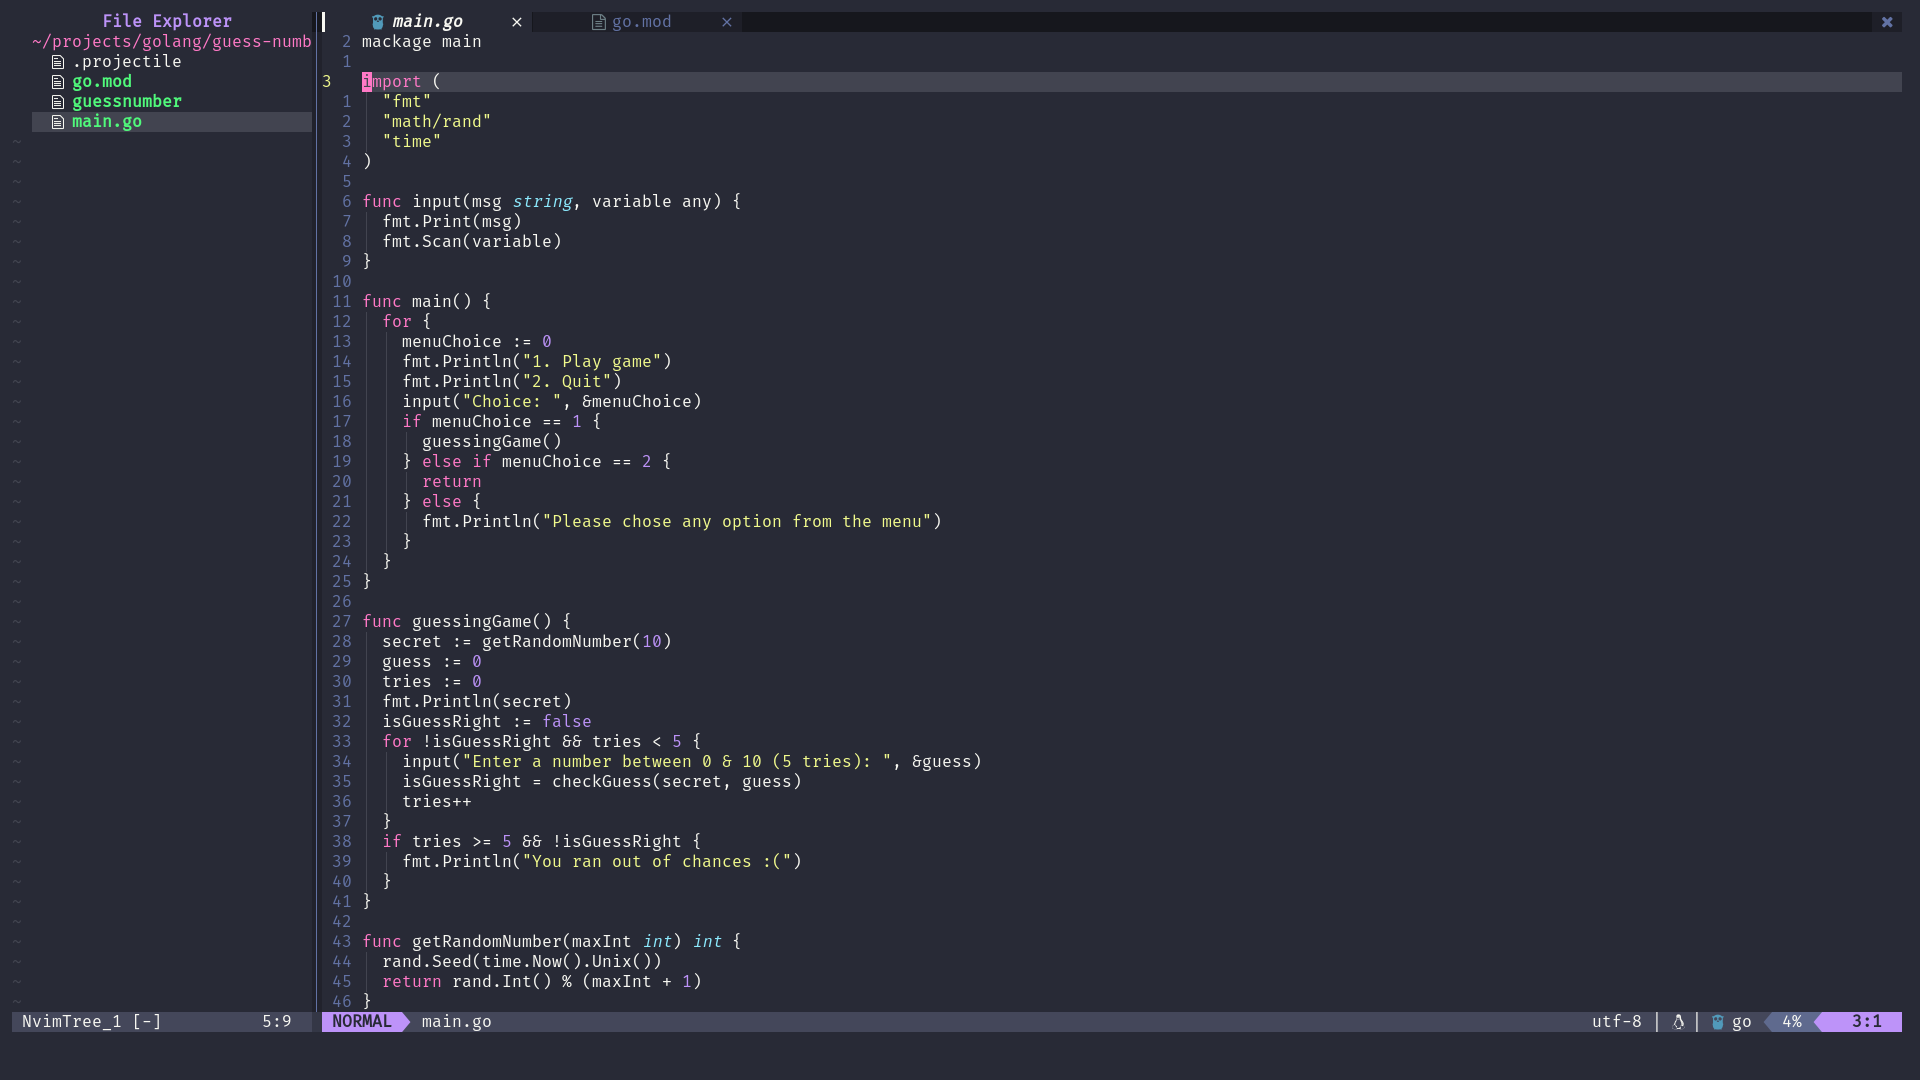 File Explorer
~/projects/golang/guess-numb
.projectile
go.mod
guessnumber
main.go
NvimTree_1 [-] 5:9
main.go × go.mod ×
2 mackage main
1
3 import (
1 "fmt"
2 "math/rand"
3 "time"
4 )
5
6 func input(msg string, variable any) {
7 fmt.Print(msg)
8 fmt.Scan(variable)
9 }
10
11 func main() {
12 for {
13 menuChoice := 0
14 fmt.Println("1. Play game")
15 fmt.Println("2. Quit")
16 input("Choice: ", &menuChoice)
17 if menuChoice == 1 {
18 guessingGame()
19 } else if menuChoice == 2 {
20 return
21 } else {
22 fmt.Println("Please chose any option from the menu")
23 }
24 }
25 }
26
27 func guessingGame() {
28 secret := getRandomNumber(10)
29 guess := 0
30 tries := 0
31 fmt.Println(secret)
32 isGuessRight := false
33 for !isGuessRight && tries < 5 {
34 input("Enter a number between 0 & 10 (5 tries): ", &guess)
35 isGuessRight = checkGuess(secret, guess)
36 tries++
37 }
38 if tries >= 5 && !isGuessRight {
39 fmt.Println("You ran out of chances :(")
40 }
41 }
42
43 func getRandomNumber(maxInt int) int {
44 rand.Seed(time.Now().Unix())
45 return rand.Int() % (maxInt + 1)
46 }
NORMAL main.go utf-8 | | go 4% 3:1